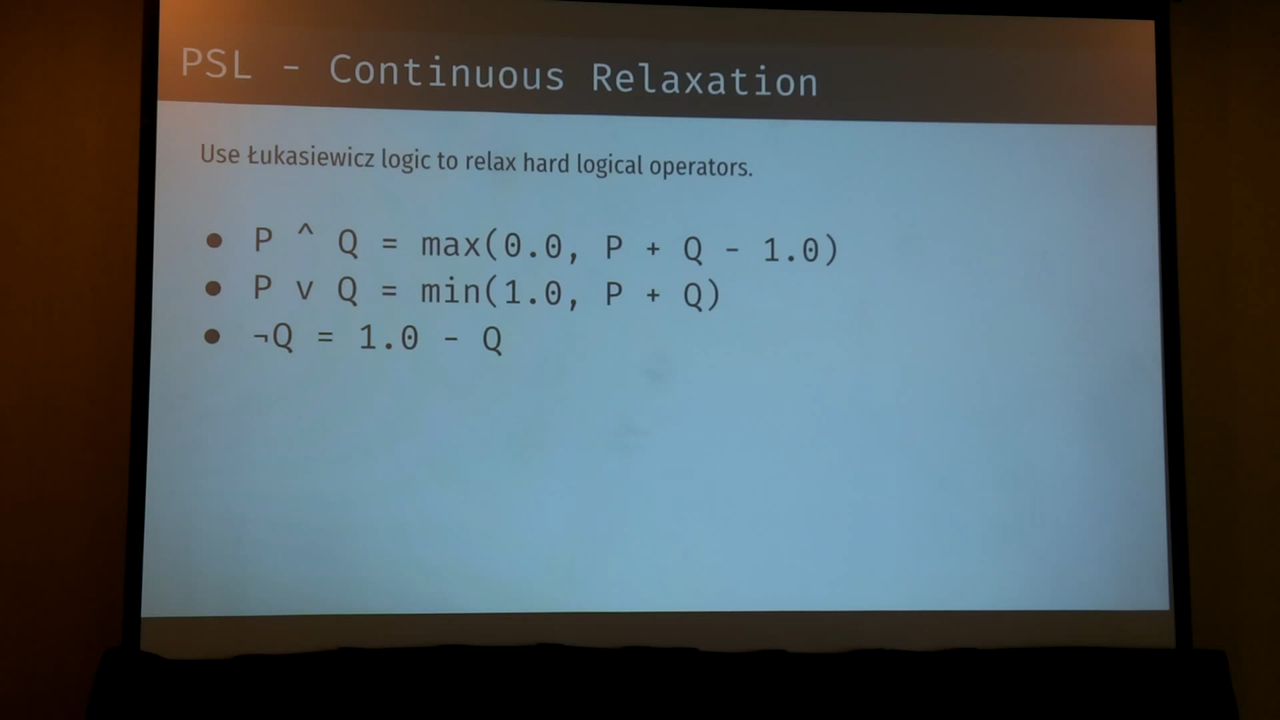 PSL - Continuous Relaxation
Use Łukasiewicz logic to relax hard logical operators.
● P ^ Q = max(0.0, P + Q - 1.0)
● P v Q = min(1.0, P + Q)
● ¬Q = 1.0 - Q